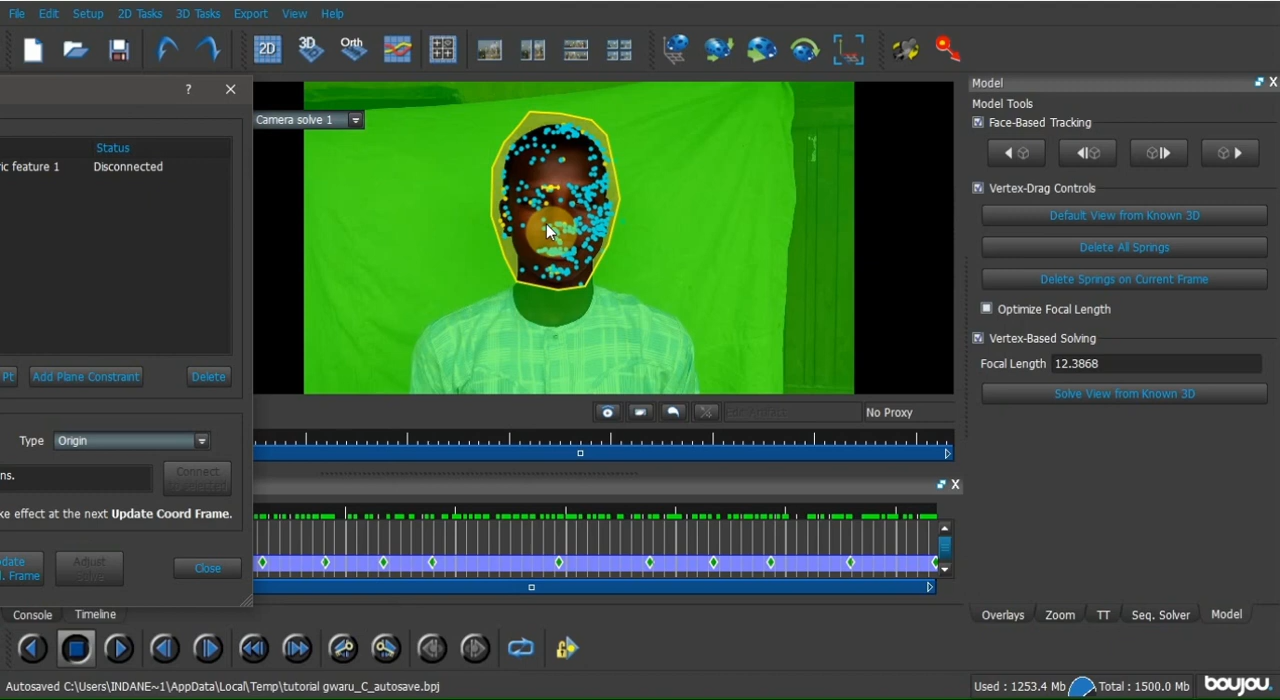 File Edit Setup 2D Tasks 3D Tasks Export View Help
2D 3D Orth
?
Camera solve 1
Status
ic feature 1 Disconnected
Pt Add Plane Constraint Delete
Type Origin
ns. Connect
ke effect at the next Update Coord Frame.
date
. Frame Adjust Close
No Proxy
X
Model X
Model Tools
Face-Based Tracking
Vertex-Drag Controls
Default View from Known 3D
Delete All Springs
Delete Springs on Current Frame
Optimize Focal Length
Vertex-Based Solving
Focal Length 12.3868
Solve View from Known 3D
Console Timeline
Overlays Zoom TT Seq. Solver Model
Autosaved C:\Users\INDANE~1\AppData\Local\Temp\tutorial gwaru_C_autosave.bpj
Used : 1253.4 Mb Total : 1500.0 Mb boujou.